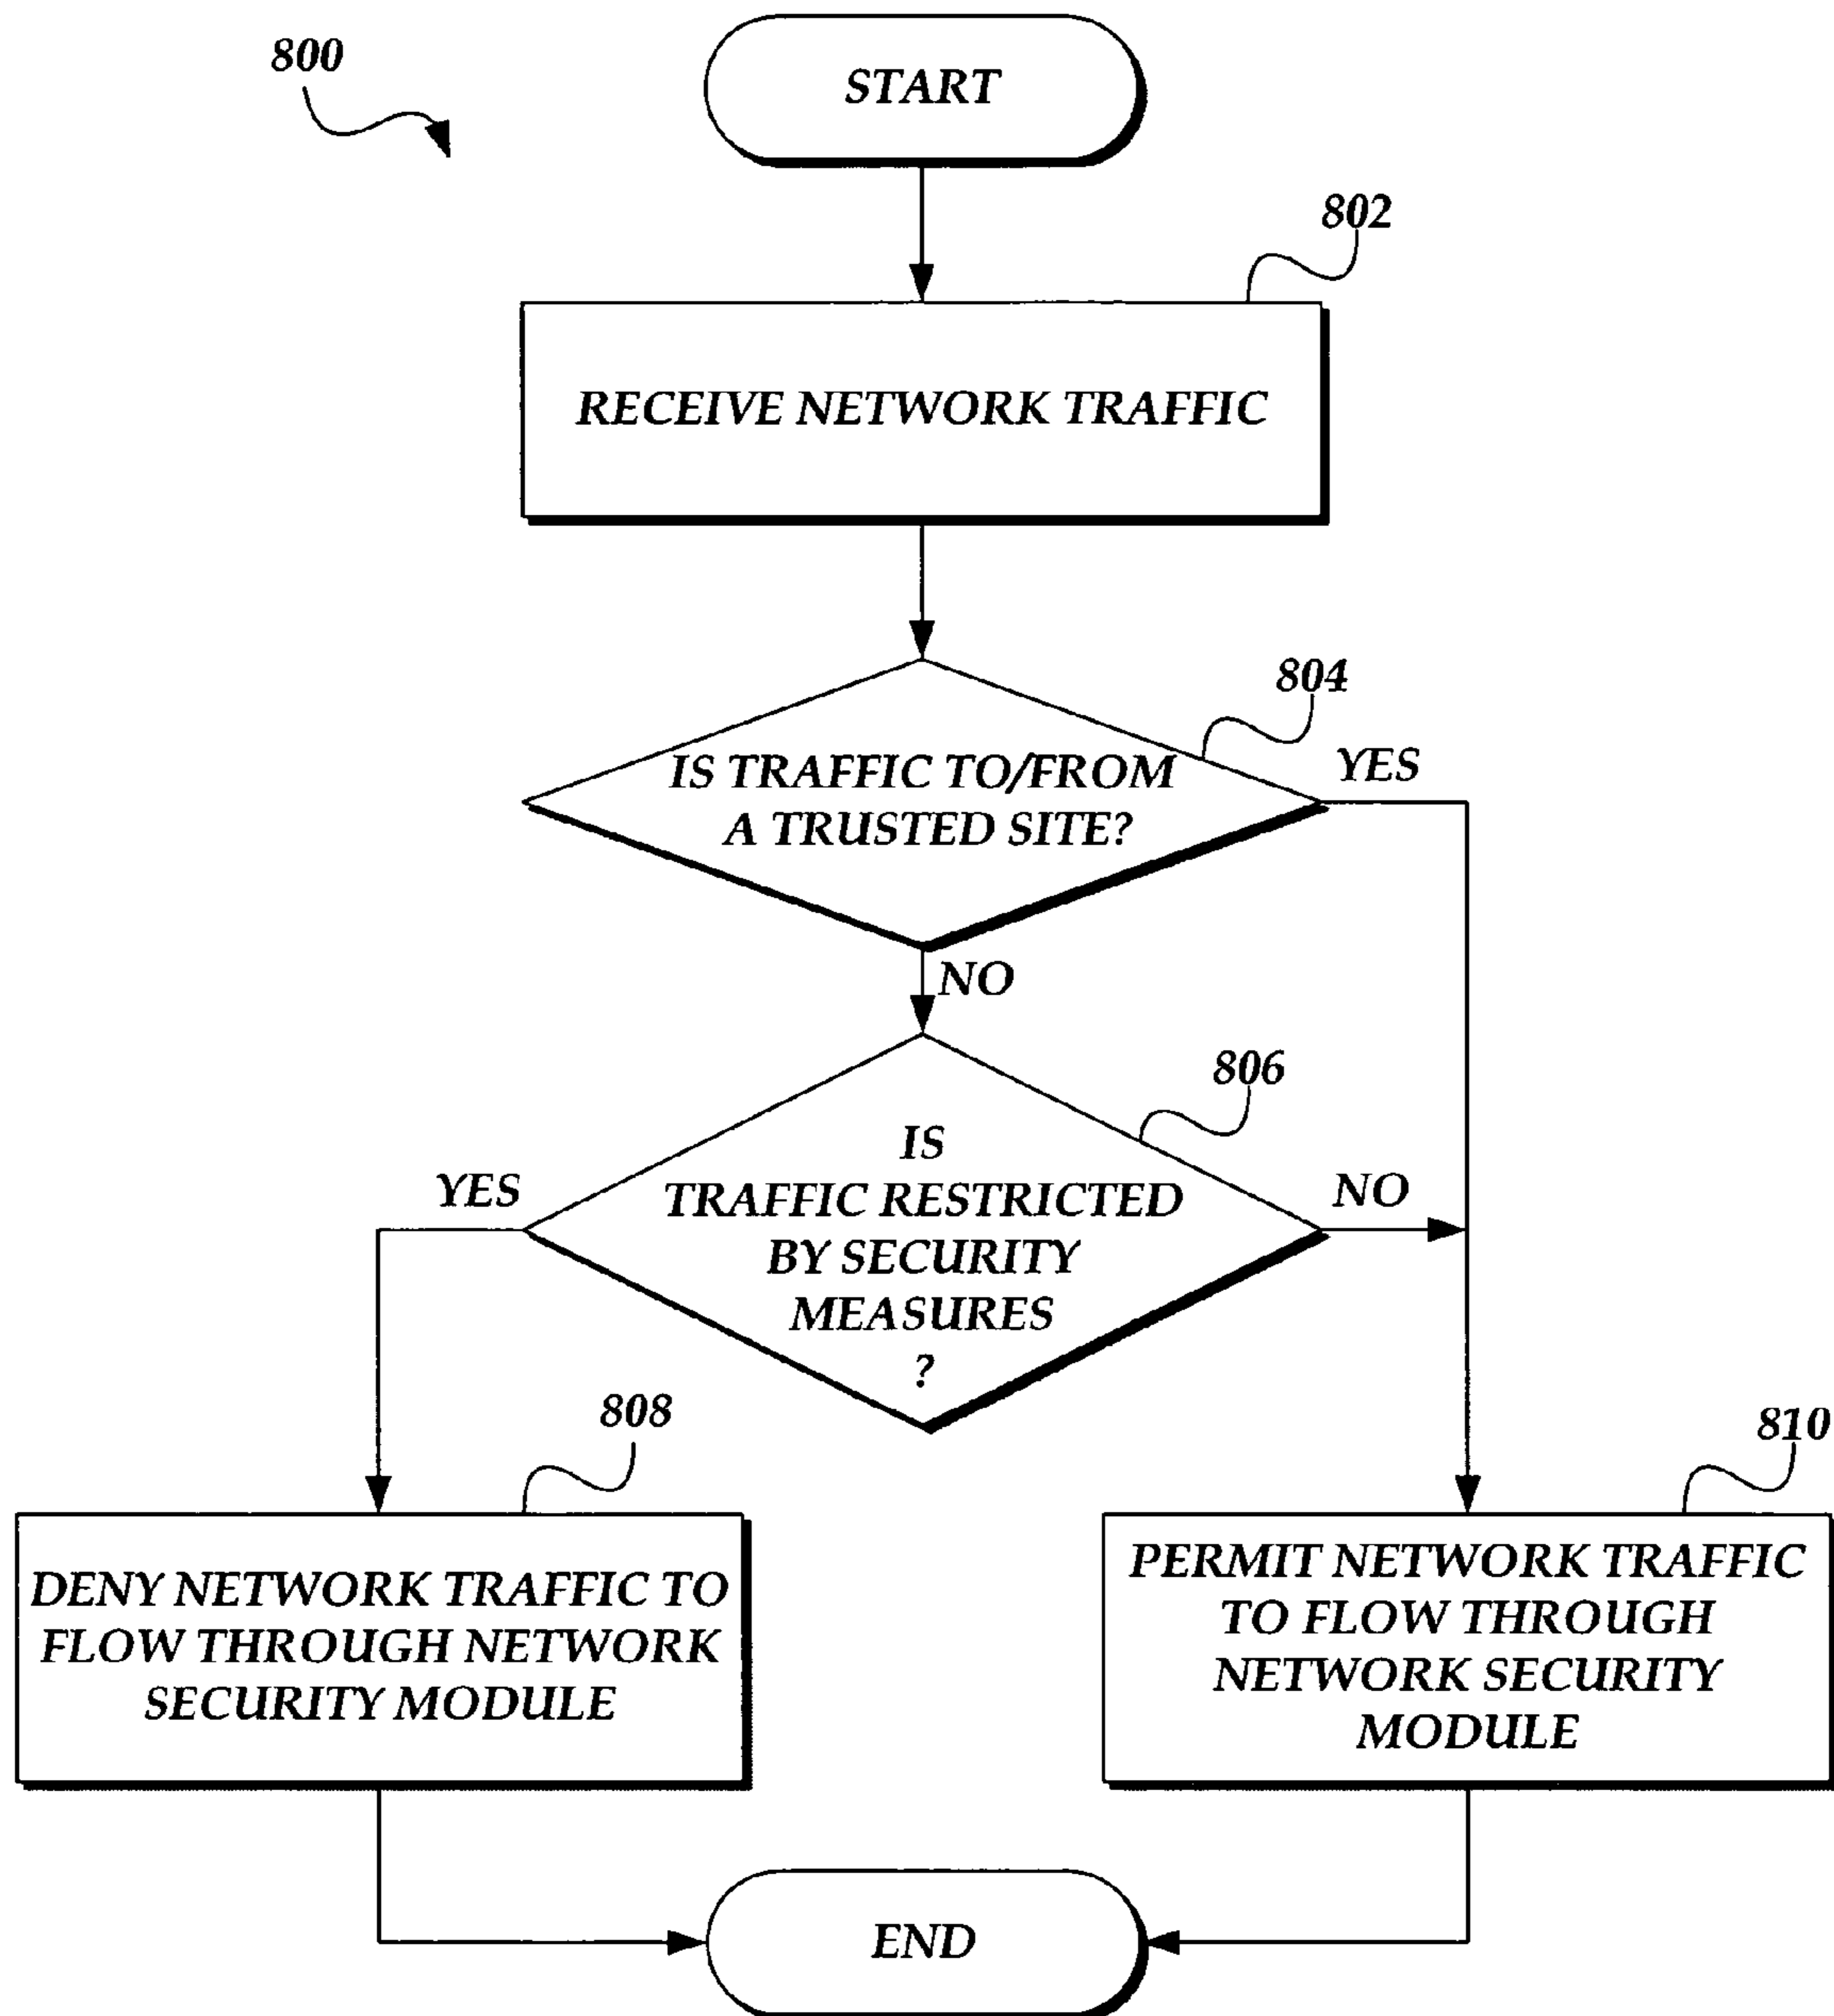 800
START
802
RECEIVE NETWORK TRAFFIC
804
IS TRAFFIC TO/FROM
A TRUSTED SITE?
YES
NO
806
IS
TRAFFIC RESTRICTED
BY SECURITY
MEASURES
?
YES
NO
808
DENY NETWORK TRAFFIC TO
FLOW THROUGH NETWORK
SECURITY MODULE
810
PERMIT NETWORK TRAFFIC
TO FLOW THROUGH
NETWORK SECURITY
MODULE
END